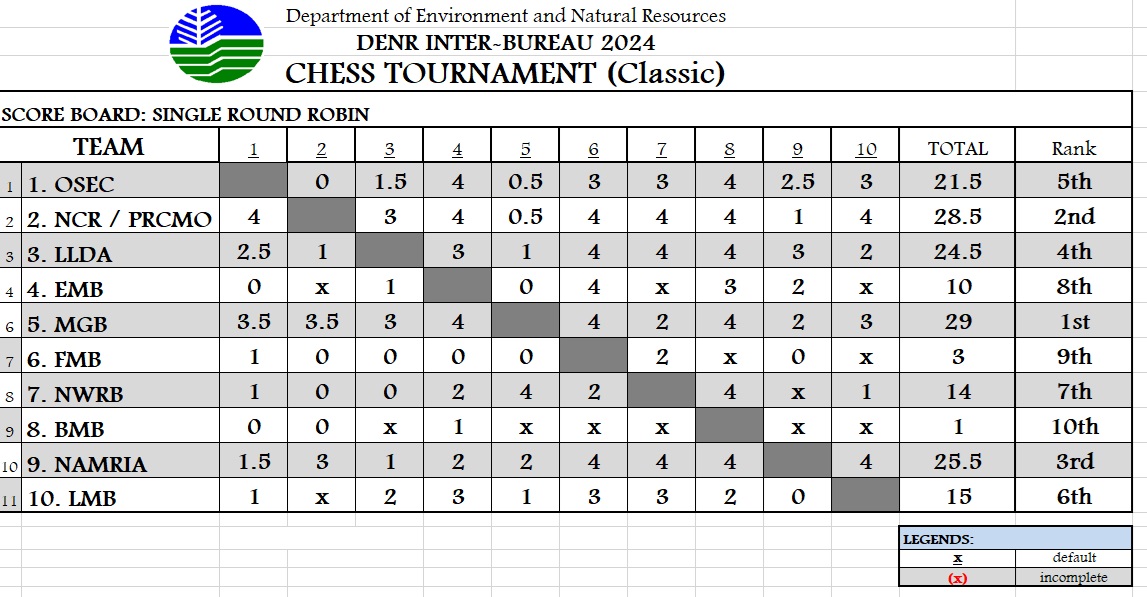 Department of Environment and Natural Resources
DENR INTER-BUREAU 2024
CHESS TOURNAMENT (Classic)
SCORE BOARD: SINGLE ROUND ROBIN
TEAM 1 2 3 4 5 6 7 8 9 10 TOTAL Rank
1 1. OSEC 0 1.5 4 0.5 3 3 4 2.5 3 21.5 5th
2 2. NCR / PRCMO 4 3 4 0.5 4 4 4 1 4 28.5 2nd
3 3. LLDA 2.5 1 3 1 4 4 4 3 2 24.5 4th
4 4. EMB 0 x 1 0 4 x 3 2 x 10 8th
6 5. MGB 3.5 3.5 3 4 4 2 4 2 3 29 1st
7 6. FMB 1 0 0 0 0 2 x 0 x 3 9th
8 7. NWRB 1 0 0 2 4 2 4 x 1 14 7th
9 8. BMB 0 0 x 1 x x x x x 1 10th
10 9. NAMRIA 1.5 3 1 2 2 4 4 4 4 25.5 3rd
11 10. LMB 1 x 2 3 1 3 3 2 0 15 6th
LEGENDS:
x default
(x) incomplete